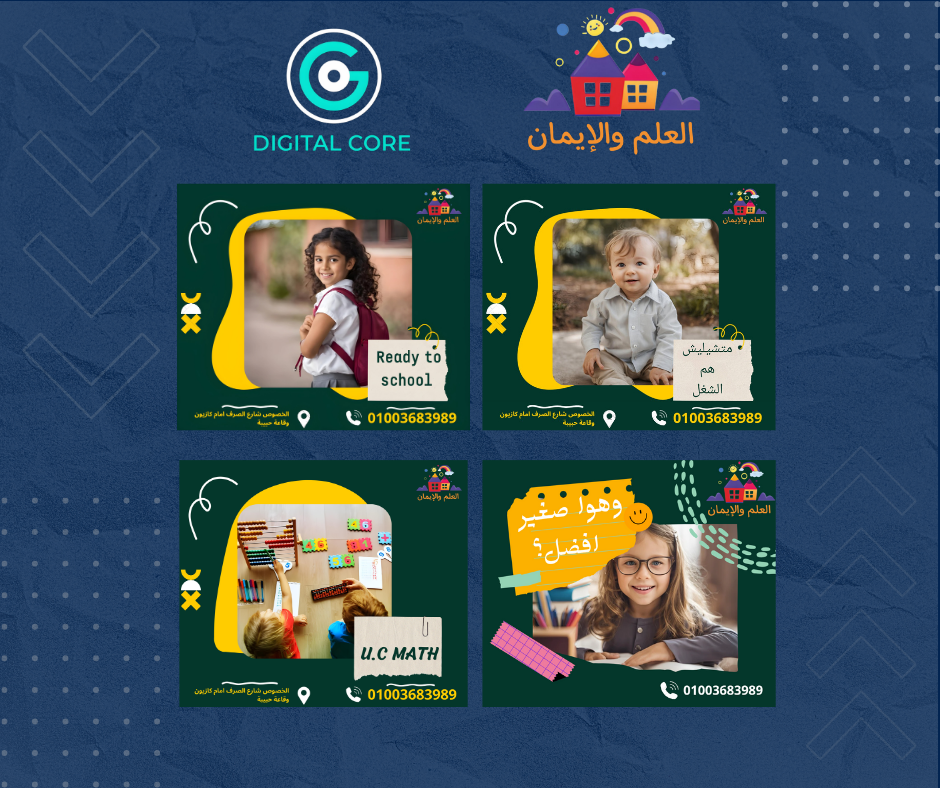 DIGITAL CORE
العلم والإيمان
العلم والإيمان
Ready to
school
الخصوص شارع الصرف امام كازيون
وقاعة حبيبة
01003683989
العلم والإيمان
متشيليش
هم
الشغل
الخصوص شارع الصرف امام كازيون
وقاعة حبيبة
01003683989
العلم والإيمان
U.C MATH
الخصوص شارع الصرف امام كازيون
وقاعة حبيبة
01003683989
العلم والإيمان
وهوا صغير
افضل؟
01003683989